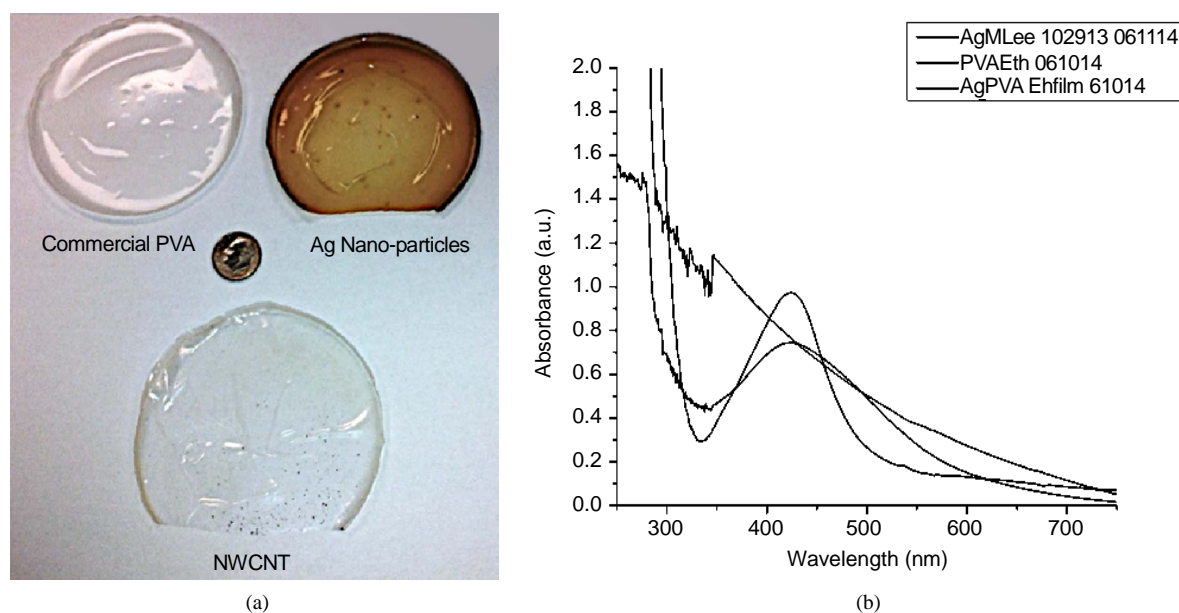 Commercial PVA
Ag Nano-particles
NWCNT
(a)
AgMLee 102913 061114
PVAEth 061014
AgPVA Ehfilm 61014
2.0
1.8
1.6
1.4
1.2
1.0
0.8
0.6
0.4
0.2
0.0
Absorbance (a.u.)
300 400 500 600 700
Wavelength (nm)
(b)